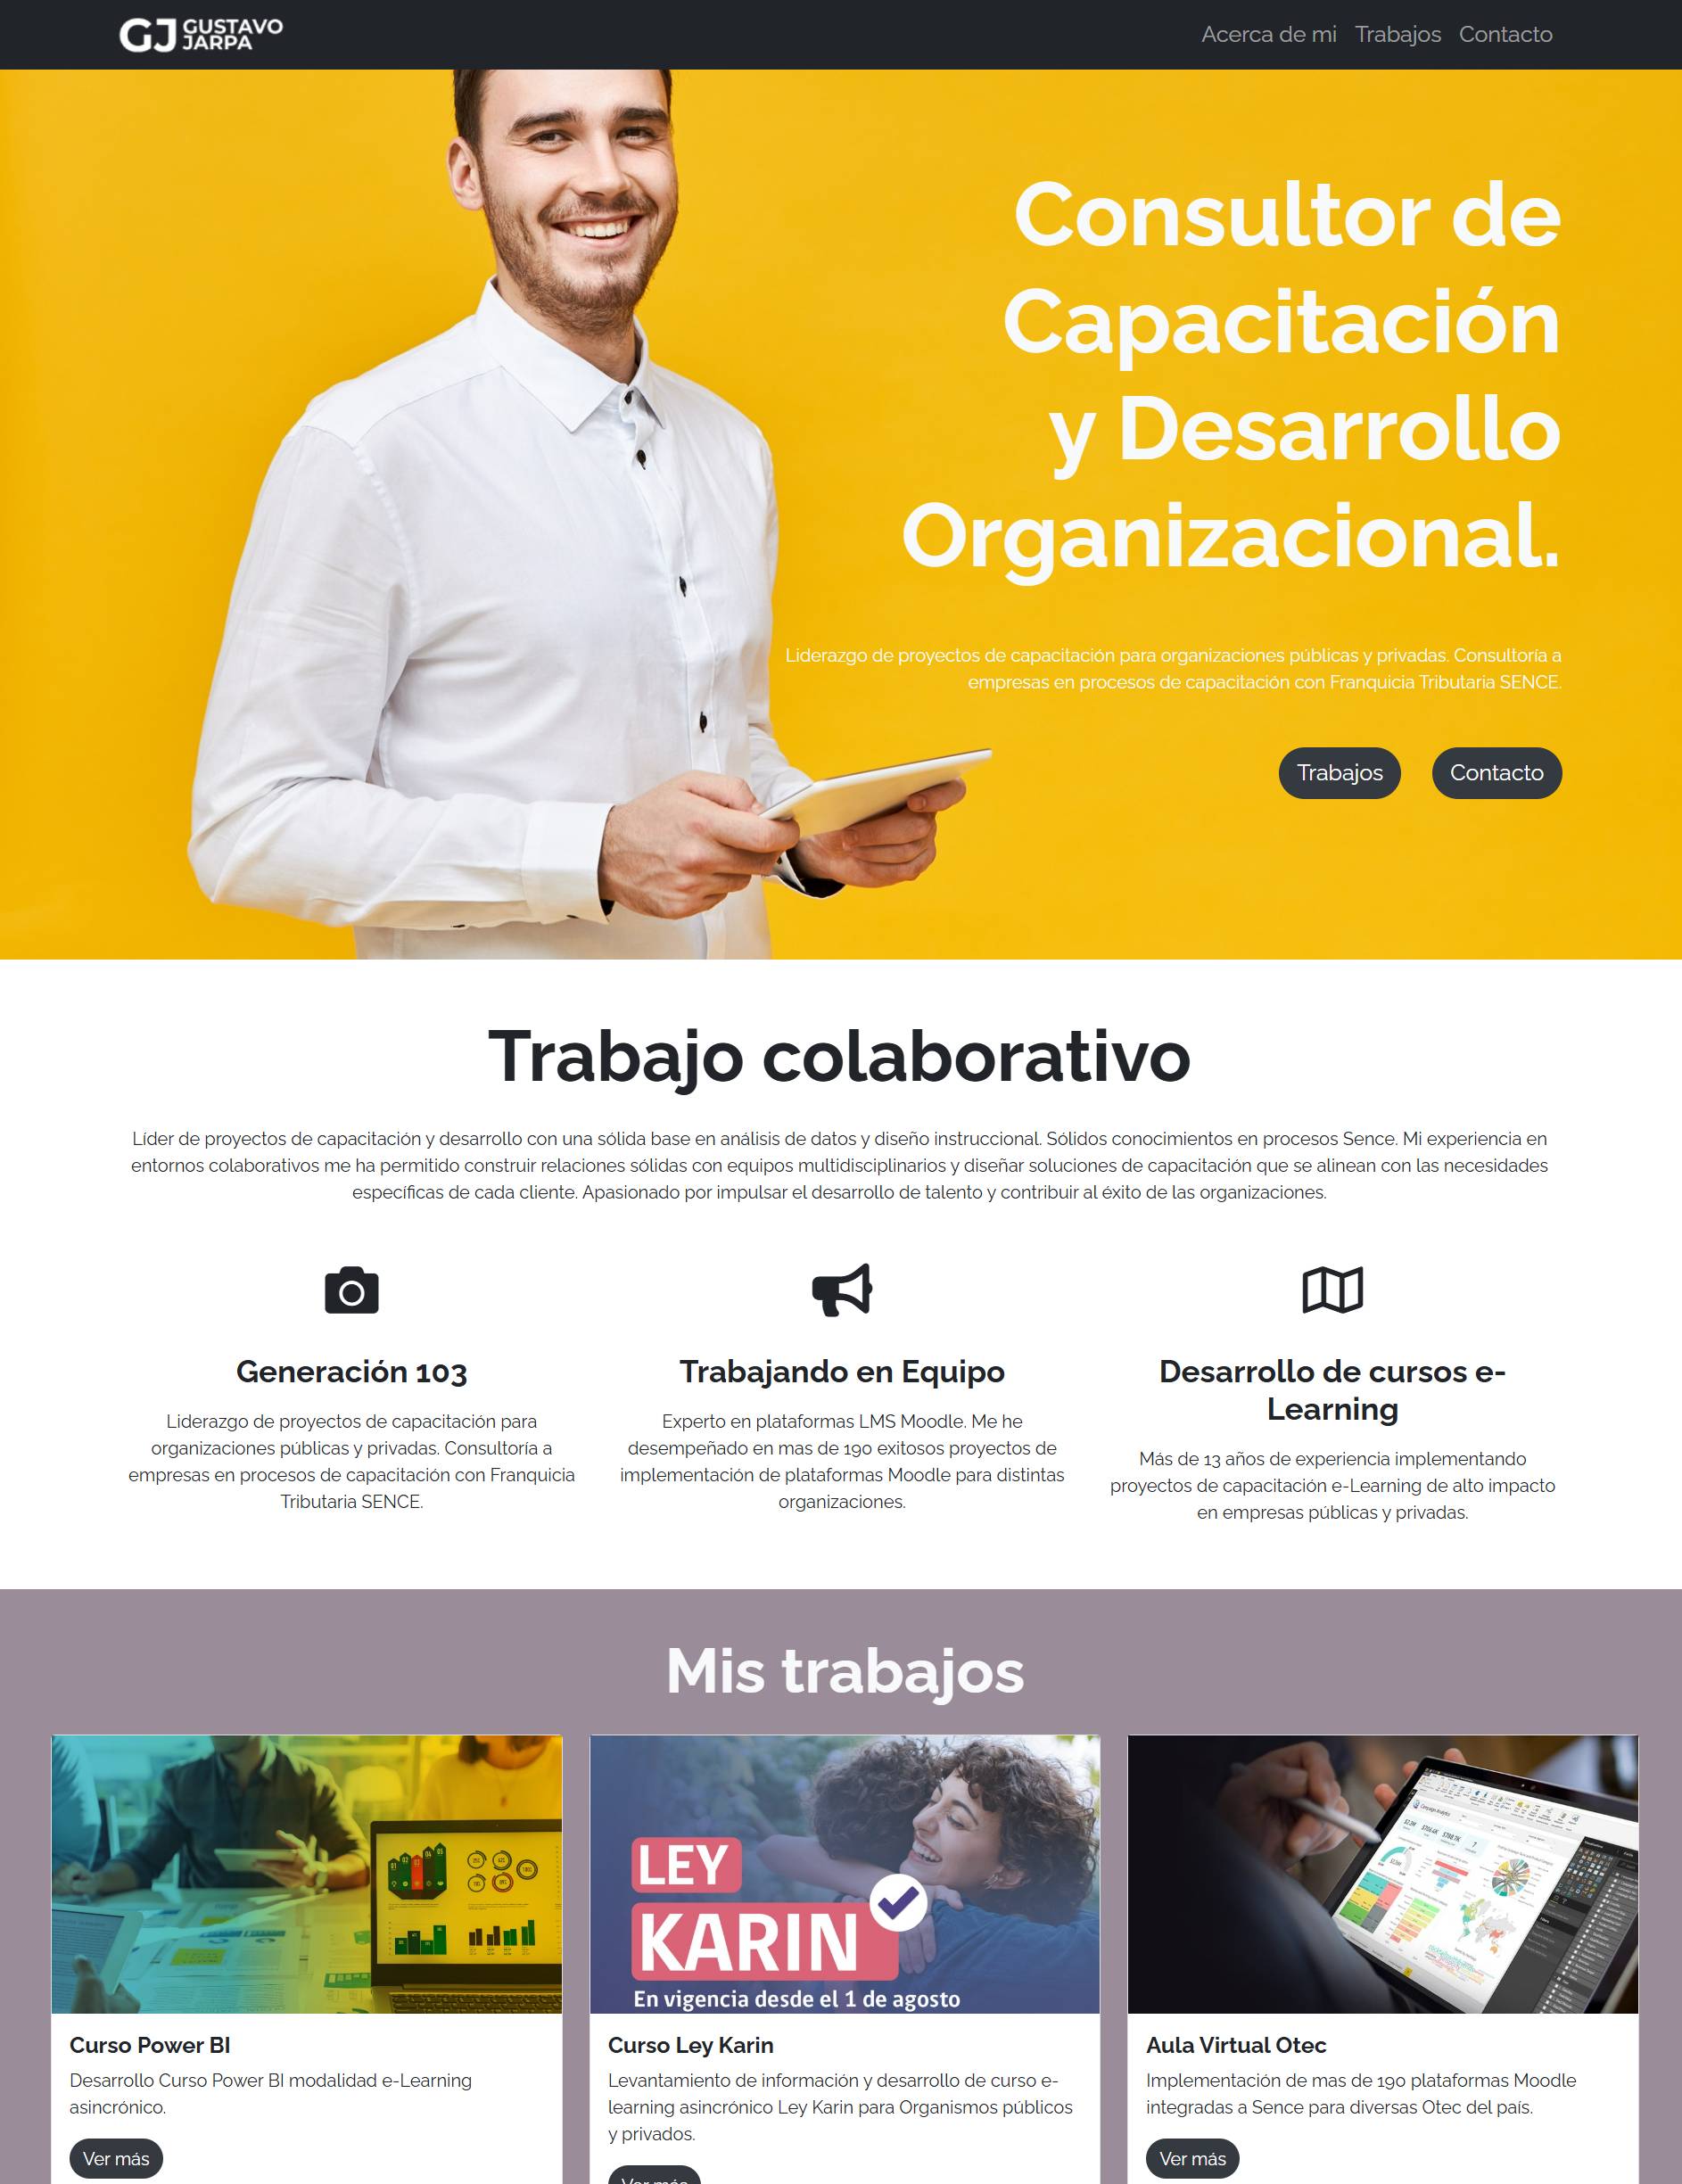 GJ GUSTAVO
JARPA
Acerca de mi Trabajos Contacto
Consultor de
Capacitación
y Desarrollo
Organizacional.
Liderazgo de proyectos de capacitación para organizaciones públicas y privadas. Consultoría a
empresas en procesos de capacitación con Franquicia Tributaria SENCE.
Trabajos Contacto
Trabajo colaborativo
Líder de proyectos de capacitación y desarrollo con una sólida base en análisis de datos y diseño instruccional. Sólidos conocimientos en procesos Sence. Mi experiencia en
entornos colaborativos me ha permitido construir relaciones sólidas con equipos multidisciplinarios y diseñar soluciones de capacitación que se alinean con las necesidades
específicas de cada cliente. Apasionado por impulsar el desarrollo de talento y contribuir al éxito de las organizaciones.
Generación 103
Liderazgo de proyectos de capacitación para
organizaciones públicas y privadas. Consultoría a
empresas en procesos de capacitación con Franquicia
Tributaria SENCE.
Trabajando en Equipo
Experto en plataformas LMS Moodle. Me he
desempeñado en mas de 190 exitosos proyectos de
implementación de plataformas Moodle para distintas
organizaciones.
Desarrollo de cursos e-
Learning
Más de 13 años de experiencia implementando
proyectos de capacitación e-Learning de alto impacto
en empresas públicas y privadas.
Mis trabajos
Curso Power BI
Desarrollo Curso Power BI modalidad e-Learning
asincrónico.
Ver más
LEY
KARIN
En vigencia desde el 1 de agosto
Curso Ley Karin
Levantamiento de información y desarrollo de curso e-
learning asincrónico Ley Karin para Organismos públicos
y privados.
Ver más
Aula Virtual Otec
Implementación de mas de 190 plataformas Moodle
integradas a Sence para diversas Otec del país.
Ver más